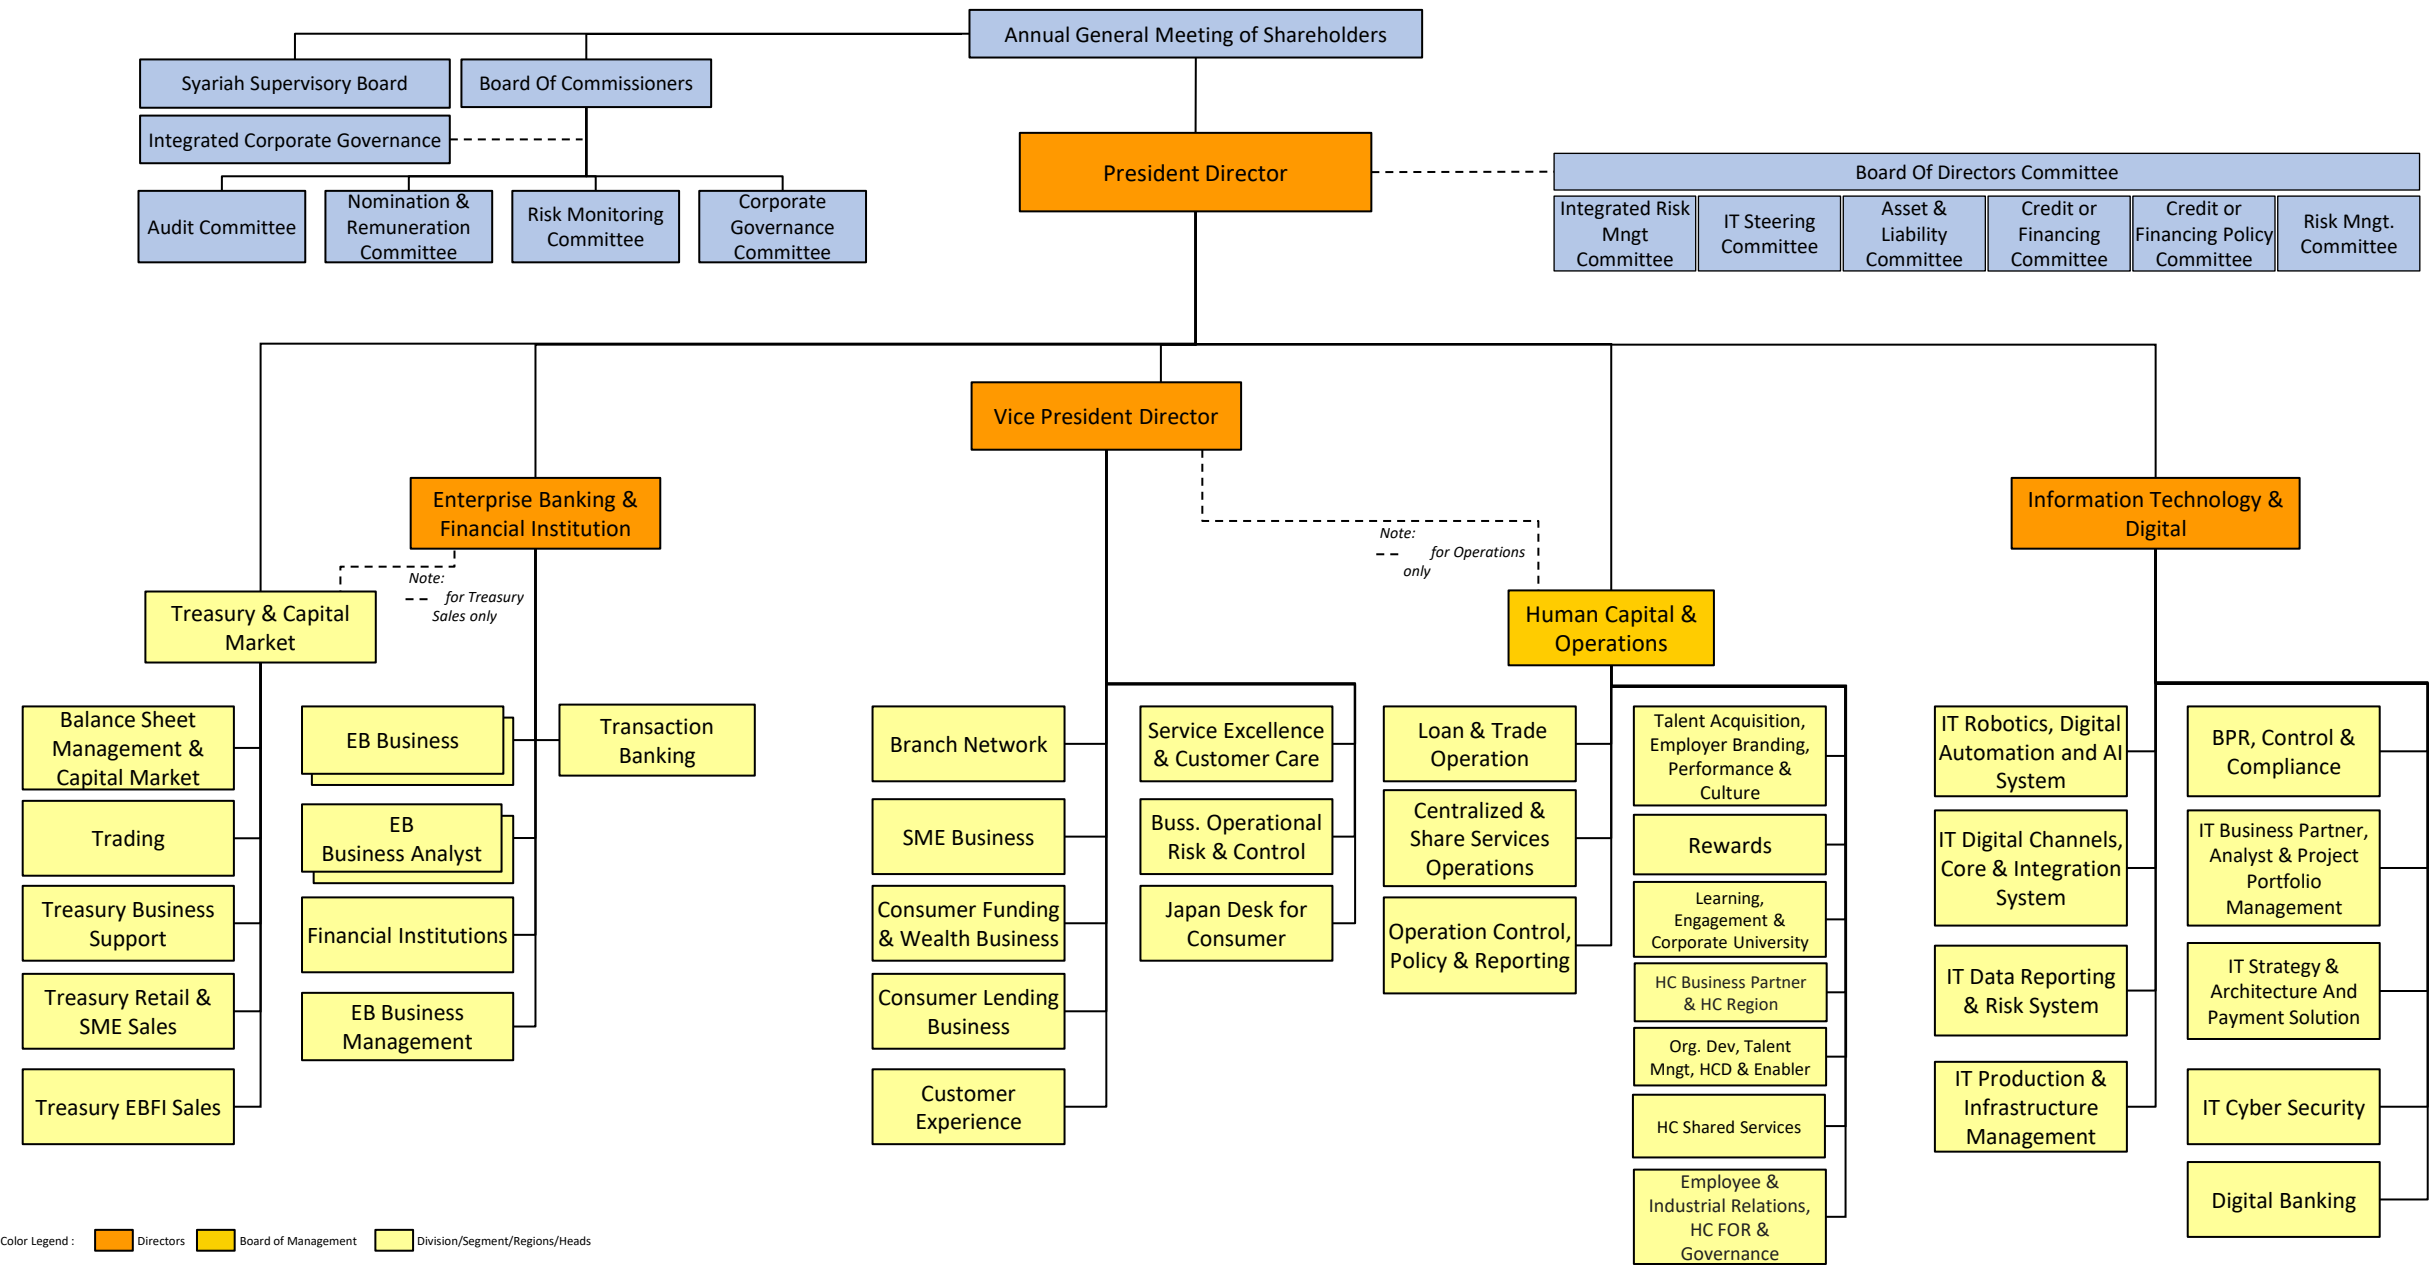 Annual General Meeting of Shareholders
Syariah Supervisory Board
Board Of Commissioners
Integrated Corporate Governance
President Director
Board Of Directors Committee
Audit Committee
Nomination &
Remuneration
Committee
Risk Monitoring
Committee
Corporate
Governance
Committee
Integrated Risk
Mngt
Committee
IT Steering
Committee
Asset &
Liability
Committee
Credit or
Financing
Committee
Credit or
Financing Policy
Committee
Risk Mngt.
Committee
Vice President Director
Enterprise Banking &
Financial Institution
Information Technology &
Digital
Note:
for Treasury
Sales only
Note:
for Operations
only
Treasury & Capital
Market
Human Capital &
Operations
Balance Sheet
Management &
Capital Market
Trading
Treasury Business
Support
Treasury Retail &
SME Sales
Treasury EBFI Sales
EB Business
EB
Business Analyst
Financial Institutions
EB Business
Management
Transaction
Banking
Branch Network
SME Business
Consumer Funding
& Wealth Business
Consumer Lending
Business
Customer
Experience
Service Excellence
& Customer Care
Buss. Operational
Risk & Control
Japan Desk for
Consumer
Loan & Trade
Operation
Centralized &
Share Services
Operations
Operation Control,
Policy & Reporting
Talent Acquisition,
Employer Branding,
Performance &
Culture
Rewards
Learning,
Engagement &
Corporate University
HC Business Partner
& HC Region
Org. Dev, Talent
Mngt, HCD & Enabler
HC Shared Services
Employee &
Industrial Relations,
HC FOR &
Governance
IT Robotics, Digital
Automation and AI
System
IT Digital Channels,
Core & Integration
System
IT Data Reporting
& Risk System
IT Production &
Infrastructure
Management
BPR, Control &
Compliance
IT Business Partner,
Analyst & Project
Portfolio
Management
IT Strategy &
Architecture And
Payment Solution
IT Cyber Security
Digital Banking
Color Legend :
Directors
Board of Management
Division/Segment/Regions/Heads